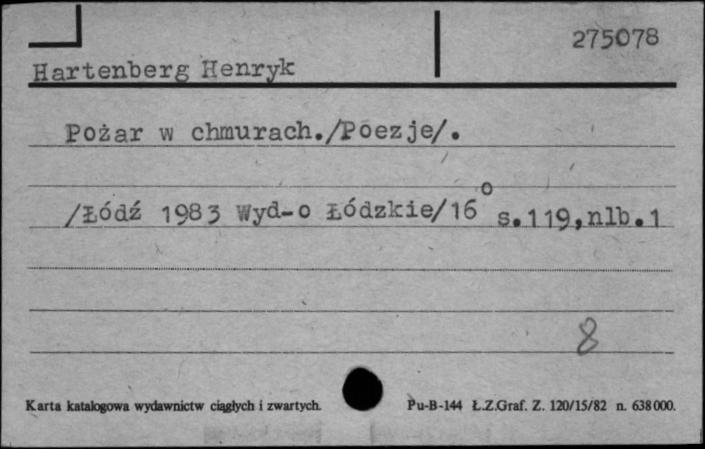 275078
Hartenberg Henryk
Pożar w chmurach./Poezje/.
/Łódź 1983 Wyd-o Łódzkie/16° s.119,nlb.1
8
Karta katalogowa wydawnictw ciągłych i zwartych. Pu-B-144 Ł.Z.Graf. Z. 120/15/82 n. 638000.